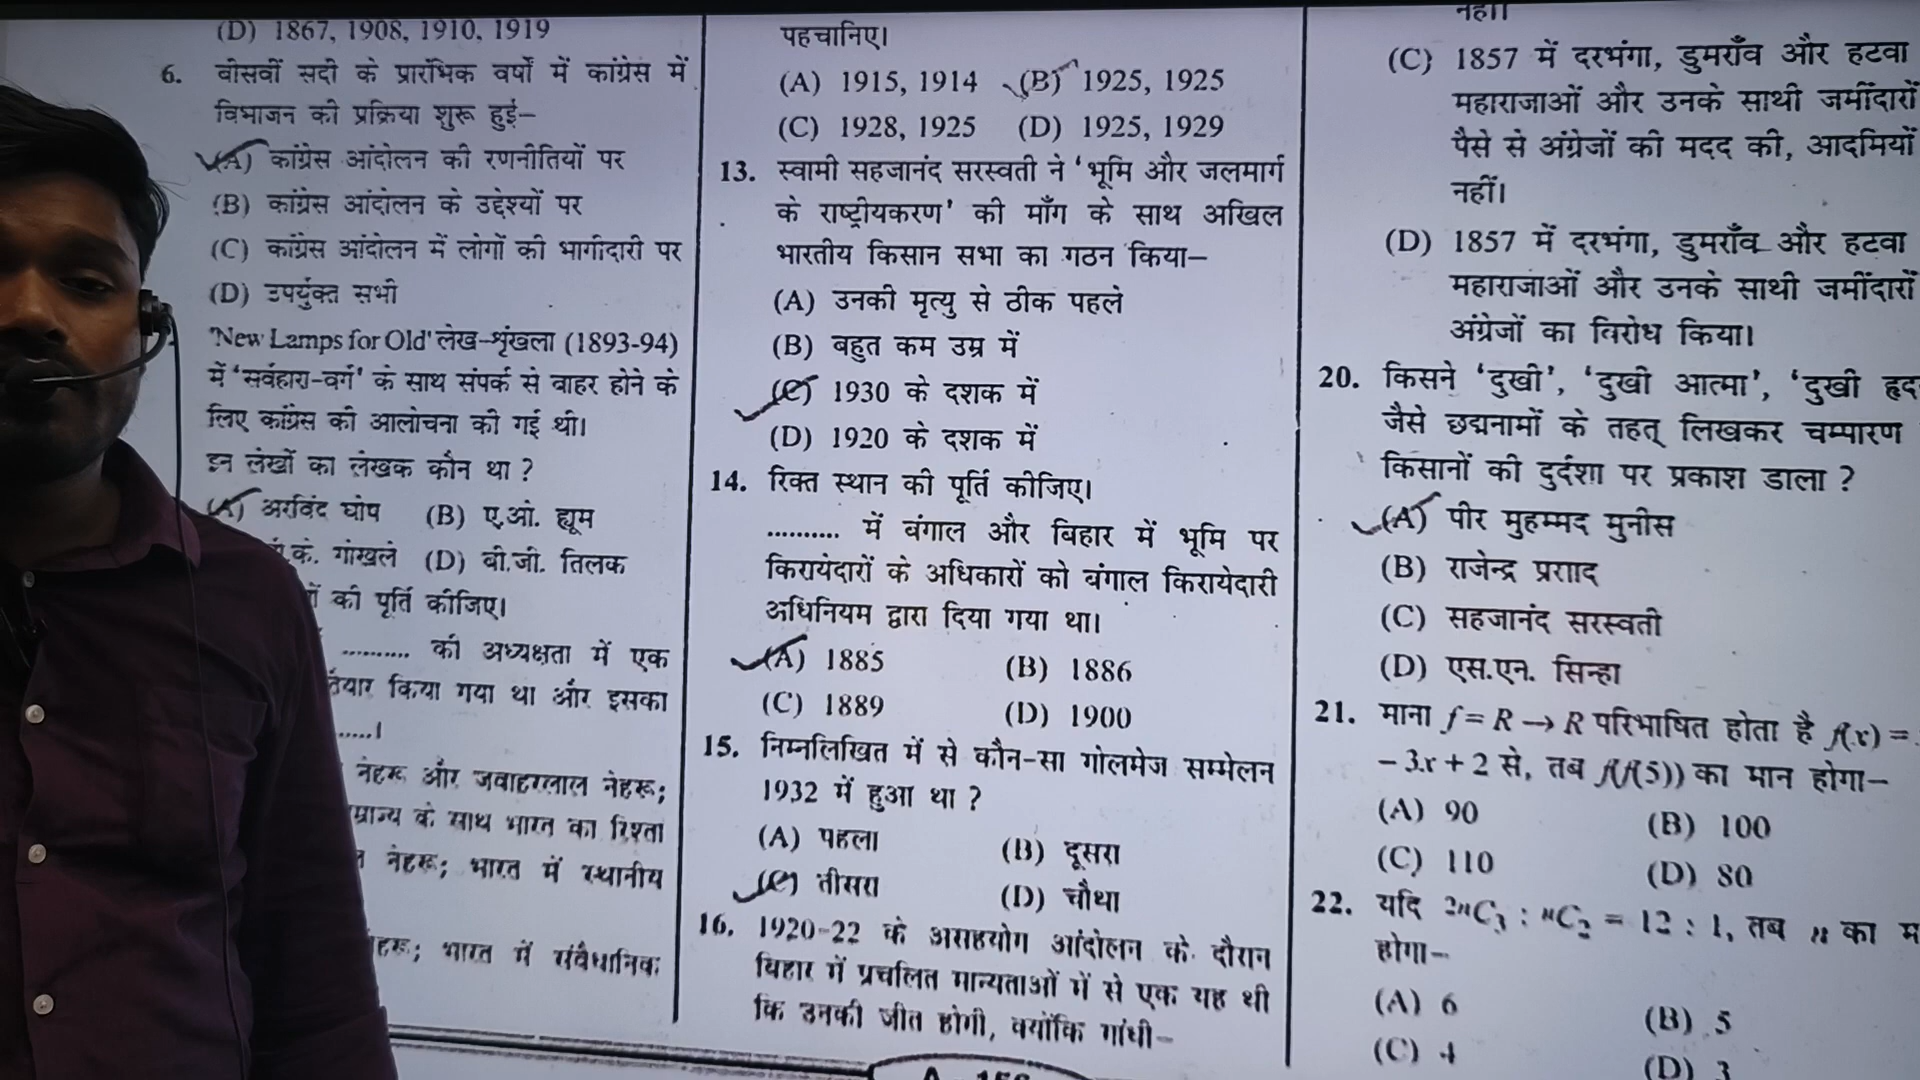 (D) 1867, 1908, 1910, 1919
6. बीसवीं सदी के प्रारंभिक वर्षों में कांग्रेस में
विभाजन की प्रक्रिया शुरू हुई–
(A) कांग्रेस आंदोलन की रणनीतियों पर
(B) कांग्रेस आंदोलन के उद्देश्यों पर
(C) कांग्रेस आंदोलन में लोगों की भागीदारी पर
(D) उपर्युक्त सभी
'New Lamps for Old' लेख-शृंखला (1893-94)
में 'सर्वहारा-वर्ग' के साथ संपर्क से बाहर होने के
लिए कांग्रेस की आलोचना की गई थी।
इन लेखों का लेखक कौन था ?
(A) अरविंद घोष (B) ए.ओ. ह्यूम
.के. गोखले (D) बी.जी. तिलक
की पूर्ति कीजिए।
.......... की अध्यक्षता में एक
तैयार किया गया था और इसका
.....।
नेहरू और जवाहरलाल नेहरू;
के साथ भारत का रिश्ता
नेहरू; भारत में स्थानीय
; भारत में संवैधानिक
पहचानिए।
(A) 1915, 1914 (B) 1925, 1925
(C) 1928, 1925 (D) 1925, 1929
13. स्वामी सहजानंद सरस्वती ने 'भूमि और जलमार्ग
के राष्ट्रीयकरण' की माँग के साथ अखिल
भारतीय किसान सभा का गठन किया–
(A) उनकी मृत्यु से ठीक पहले
(B) बहुत कम उम्र में
(C) 1930 के दशक में
(D) 1920 के दशक में
14. रिक्त स्थान की पूर्ति कीजिए।
.......... में बंगाल और बिहार में भूमि पर
किरायेदारों के अधिकारों को बंगाल किरायेदारी
अधिनियम द्वारा दिया गया था।
(A) 1885 (B) 1886
(C) 1889 (D) 1900
15. निम्नलिखित में से कौन-सा गोलमेज सम्मेलन
1932 में हुआ था ?
(A) पहला (B) दूसरा
(C) तीसरा (D) चौथा
16. 1920-22 के असहयोग आंदोलन के दौरान
बिहार में प्रचलित मान्यताओं में से एक यह थी
कि उनकी जीत होगी, क्योंकि गांधी–
नहीं।
(C) 1857 में दरभंगा, डुमराँव और हटवा
महाराजाओं और उनके साथी जमींदारों
पैसे से अंग्रेजों की मदद की, आदमियों
नहीं।
(D) 1857 में दरभंगा, डुमराँव और हटवा
महाराजाओं और उनके साथी जमींदारों
अंग्रेजों का विरोध किया।
20. किसने 'दुखी', 'दुखी आत्मा', 'दुखी
जैसे छद्मनामों के तहत् लिखकर चम्पारण
किसानों की दुर्दशा पर प्रकाश डाला ?
(A) पीर मुहम्मद मुनीस
(B) राजेन्द्र प्रसाद
(C) सहजानंद सरस्वती
(D) एस.एन. सिन्हा
21. माना f = R → R परिभाषित होता है f(x) =
– 3x + 2 से, तब f(f(5)) का मान होगा–
(A) 90 (B) 100
(C) 110 (D) 80
22. यदि ²ⁿC₃ : ⁿC₂ = 12 : 1, तब n का
होगा–
(A) 6 (B) 5
(C) 4 (D) 3